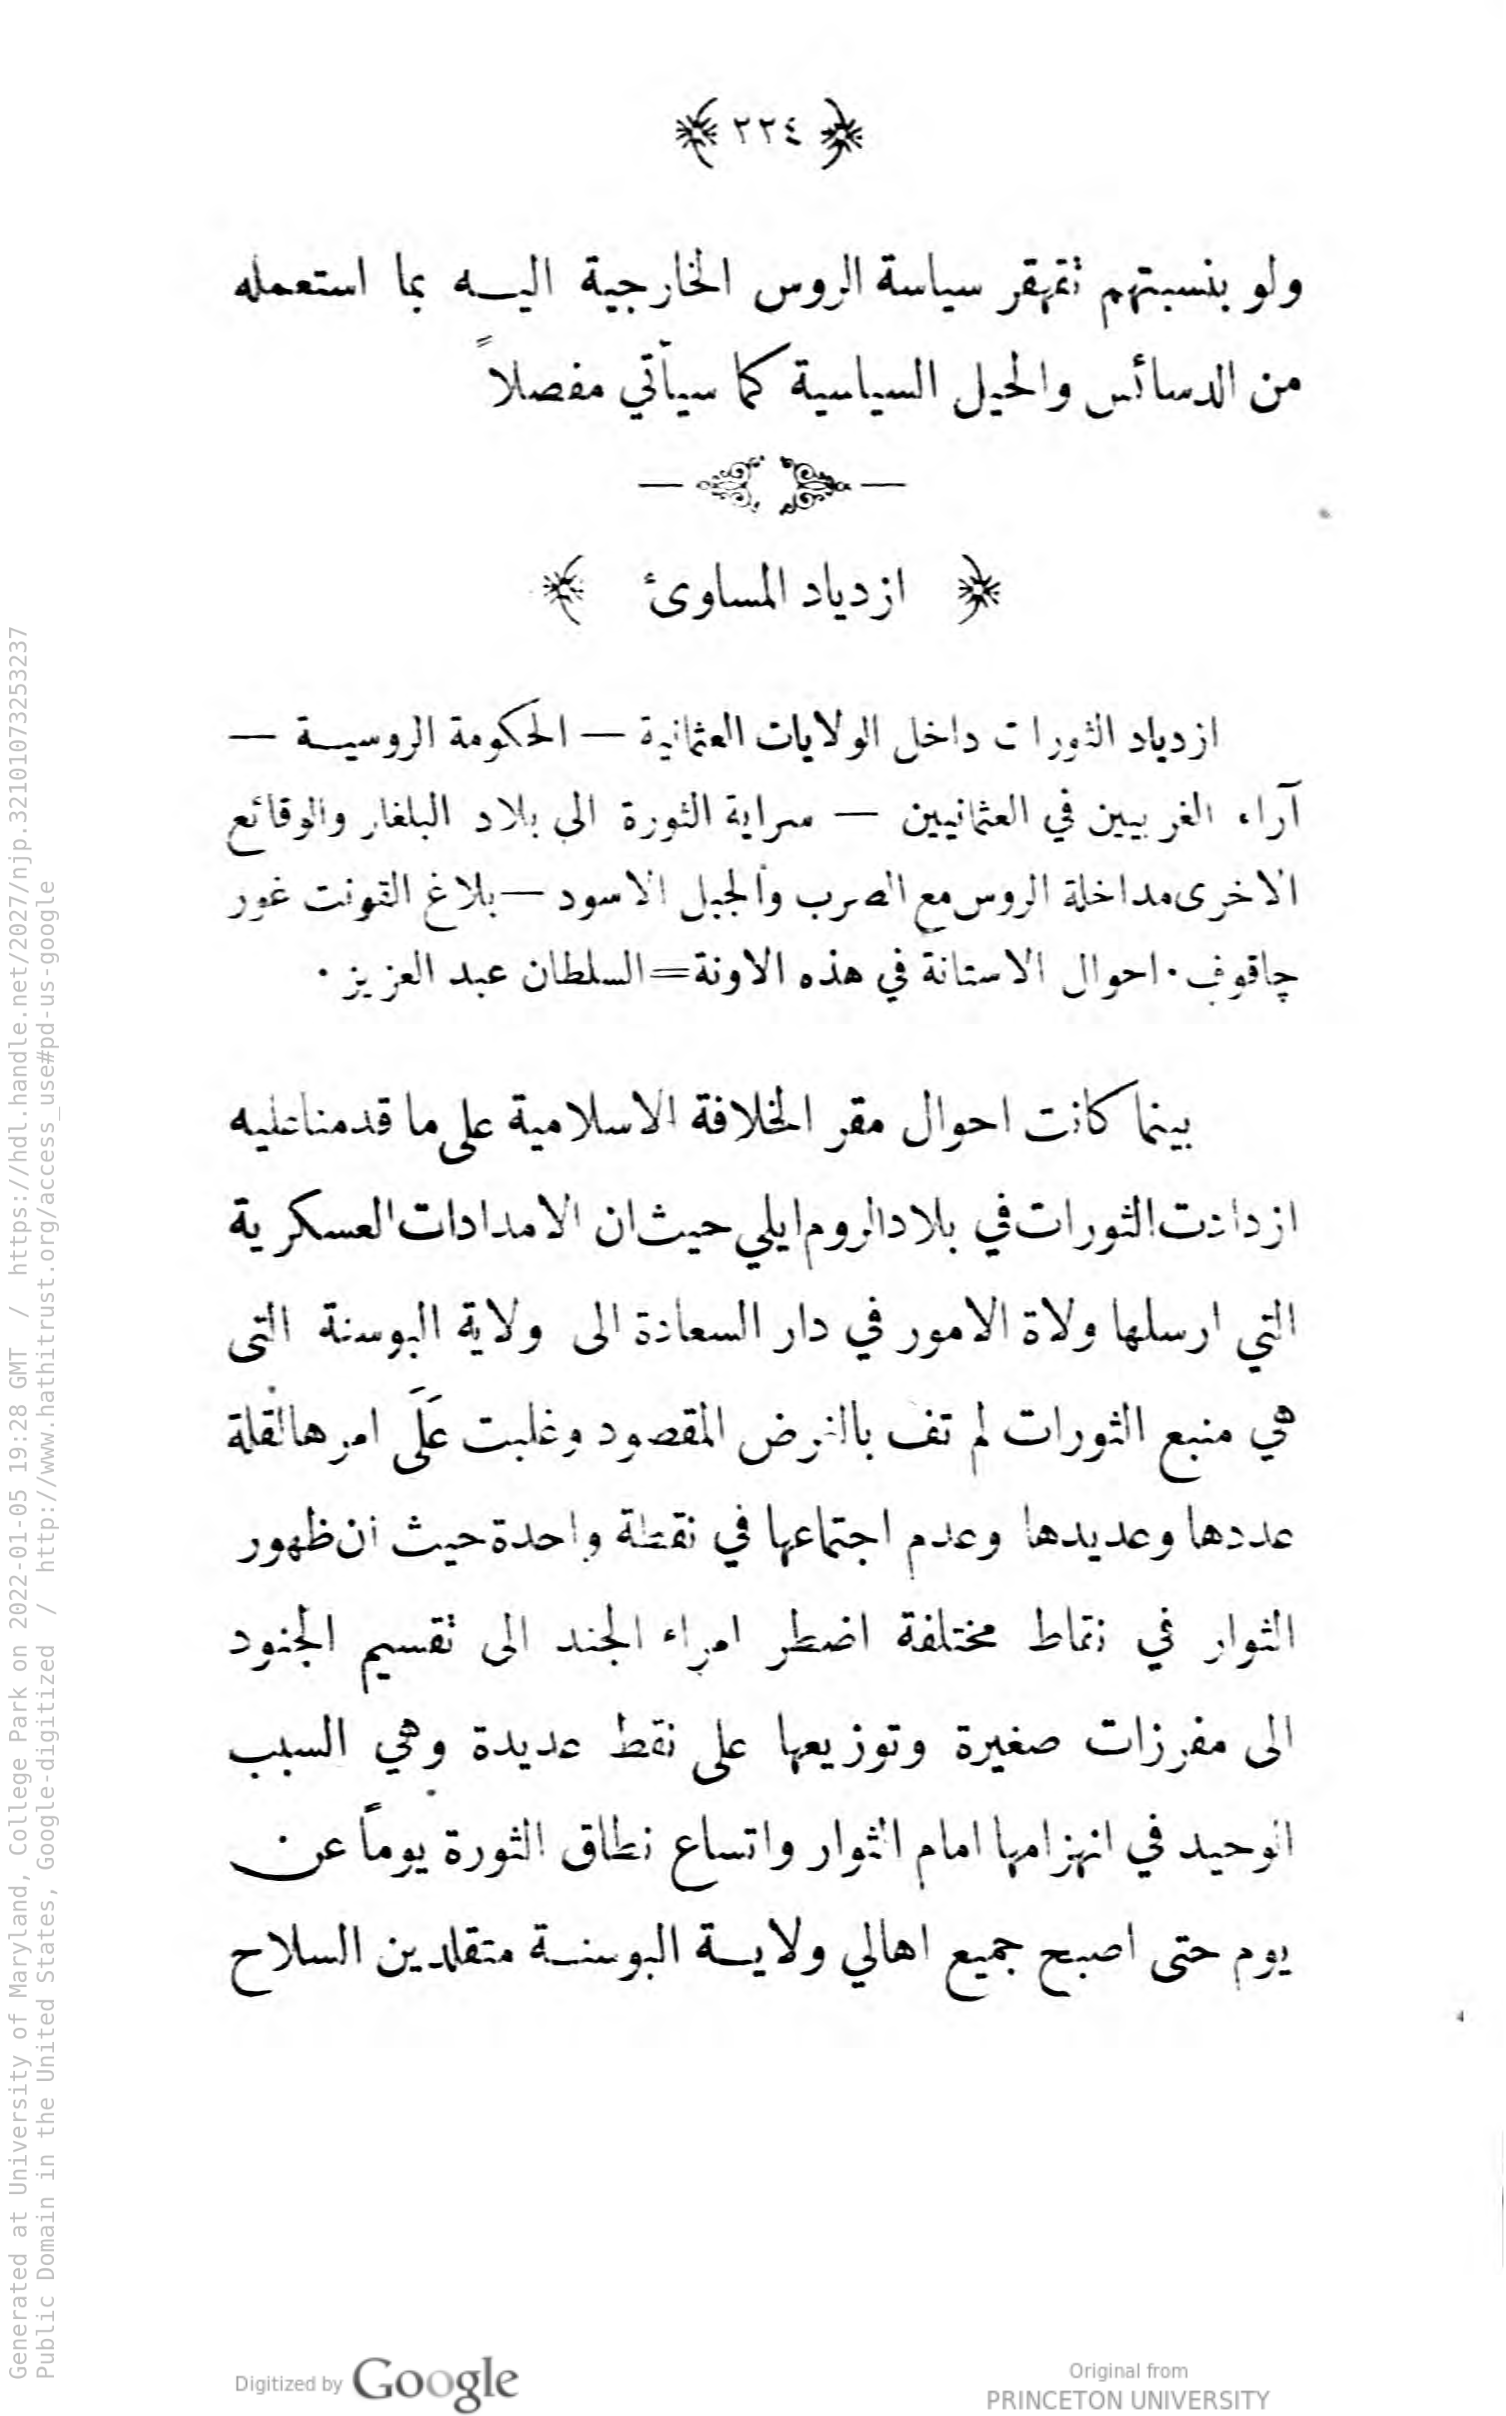 ٢٢٤
ولو بنسبتهم تقهقر سياسة الروس الخارجية اليه بما استعمله
من الدسائس والحيل السياسية كما سيأتي مفصلاً
ازدياد المساوئ
ازدياد الثورات داخل الولايات العثمانية — الحكومة الروسية —
آراء الغربيين في العثمانيين — سراية الثورة الى بلاد البلغار والوقائع
الاخرى مداخلة الروس مع الصرب والجبل الاسود — بلاغ القونت غور
چاقوف. احوال الاستانة في هذه الاونة = السلطان عبد العزيز.
بينما كانت احوال مقر الخلافة الاسلامية على ما قدمنا عليه
ازدادت الثورات في بلاد الروم ايلي حيث ان الامدادات العسكرية
التي ارسلها ولاة الامور في دار السعادة الى ولاية البوسنة التى
هي منبع الثورات لم تف بالغرض المقصود وغلبت عَلَى امرها لقلة
عددها وعديدها وعدم اجتماعها في نقطة واحدة حيث ان ظهور
الثوار في نقاط مختلفة اضطر امراء الجند الى تقسيم الجنود
الى مفرزات صغيرة وتوزيعها على نقط عديدة وهي السبب
الوحيد في انهزامها امام الثوار واتساع نطاق الثورة يوماً عن
يوم حتى اصبح جميع اهالي ولاية البوسنة متقلدين السلاح
Digitized by Google
Original from
PRINCETON UNIVERSITY
Generated at University of Maryland, College Park on 2022-01-05 19:28 GMT / https://hdl.handle.net/2027/njp.32101073253237
Public Domain in the United States, Google-digitized / http://www.hathitrust.org/access_use#pd-us-google